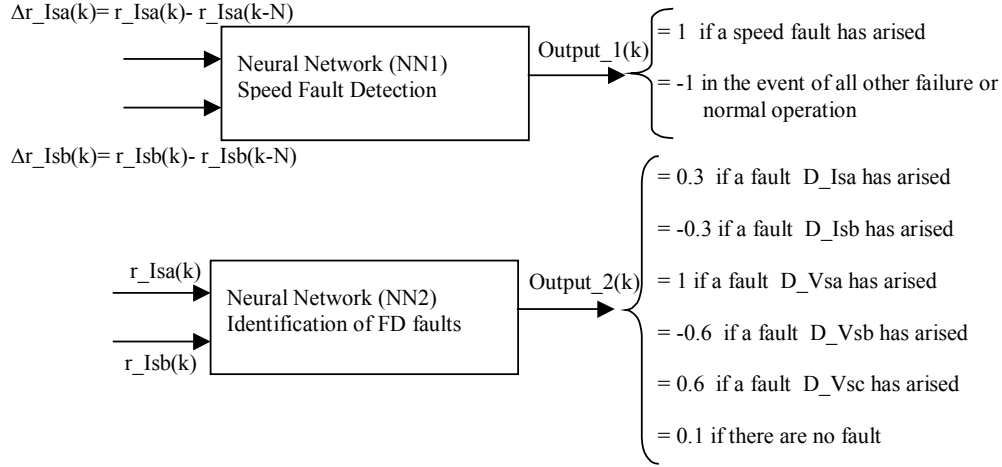 Δr_Isa(k)= r_Isa(k)- r_Isa(k-N)
Neural Network (NN1)
Speed Fault Detection
Output_1(k)
= 1 if a speed fault has arised
= -1 in the event of all other failure or
normal operation
Δr_Isb(k)= r_Isb(k)- r_Isb(k-N)
r_Isa(k)
r_Isb(k)
Neural Network (NN2)
Identification of FD faults
Output_2(k)
= 0.3 if a fault D_Isa has arised
= -0.3 if a fault D_Isb has arised
= 1 if a fault D_Vsa has arised
= -0.6 if a fault D_Vsb has arised
= 0.6 if a fault D_Vsc has arised
= 0.1 if there are no fault